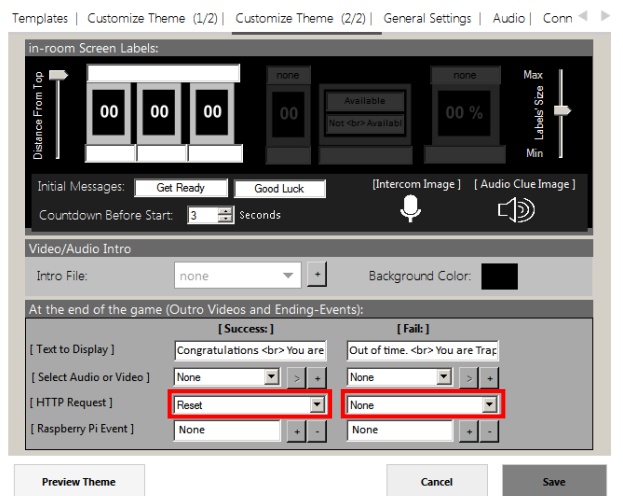 Templates | Customize Theme (1/2) | Customize Theme (2/2) | General Settings | Audio | Conn
in-room Screen Labels:
Distance From Top
none
none
Max
00 00 00
00
Available
Not <br> Availabl
00 %
Labels' Size
Min
Initial Messages: Get Ready Good Luck
[Intercom Image ] [ Audio Clue Image ]
Countdown Before Start: 3 Seconds
Video/Audio Intro
Intro File: none + Background Color:
At the end of the game (Outro Videos and Ending-Events):
[ Success: ] [ Fail: ]
[ Text to Display ] Congratulations <br> You are Out of time. <br> You are Trap
[ Select Audio or Video ] None > + None > +
[ HTTP Request ] Reset None
[ Raspberry Pi Event ] None + - None + -
Preview Theme Cancel Save